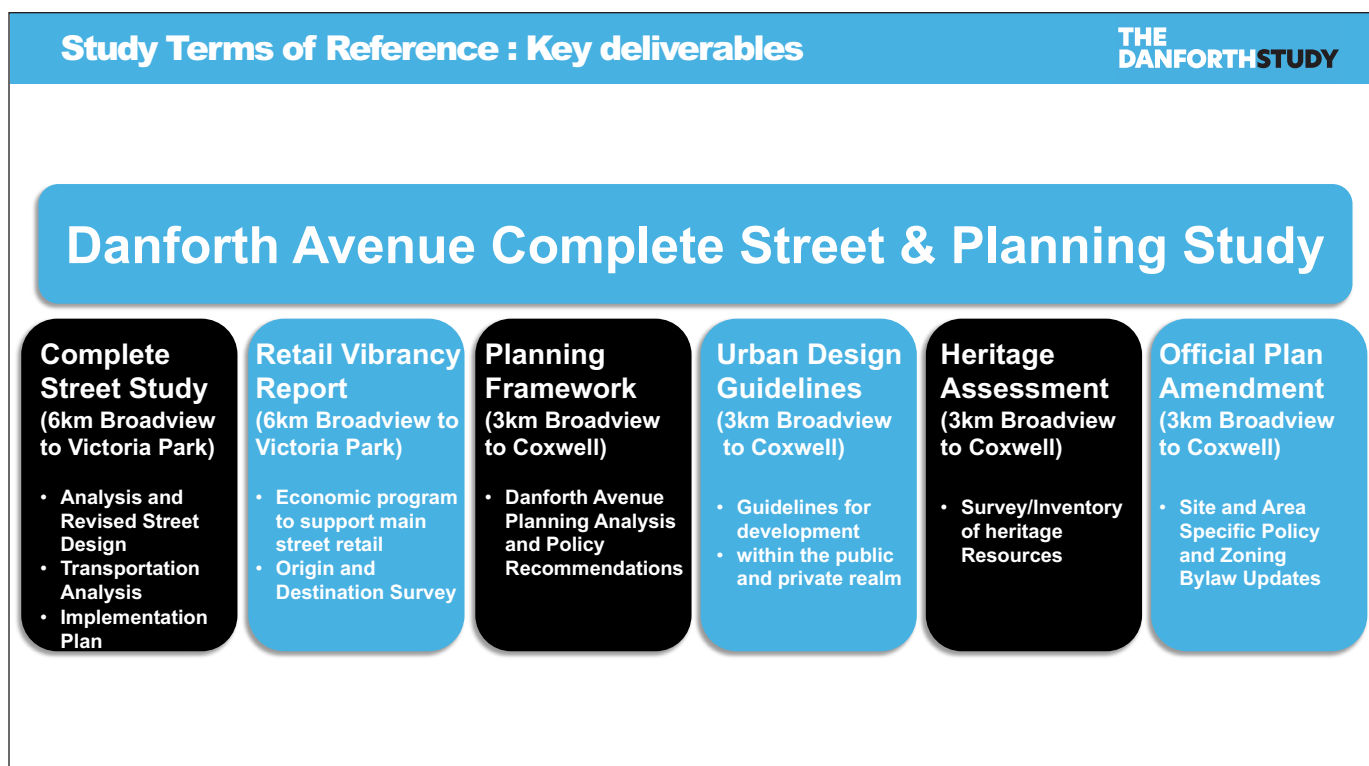 Study Terms of Reference : Key deliverables
THE
DANFORTHSTUDY
Danforth Avenue Complete Street & Planning Study
Complete
Street Study
(6km Broadview
to Victoria Park)
• Analysis and
Revised Street
Design
• Transportation
Analysis
• Implementation
Plan
Retail Vibrancy
Report
(6km Broadview to
Victoria Park)
• Economic program
to support main
street retail
• Origin and
Destination Survey
Planning
Framework
(3km Broadview
to Coxwell)
• Danforth Avenue
Planning Analysis
and Policy
Recommendations
Urban Design
Guidelines
(3km Broadview
to Coxwell)
• Guidelines for
development
• within the public
and private realm
Heritage
Assessment
(3km Broadview
to Coxwell)
• Survey/Inventory
of heritage
Resources
Official Plan
Amendment
(3km Broadview
to Coxwell)
• Site and Area
Specific Policy
and Zoning
Bylaw Updates